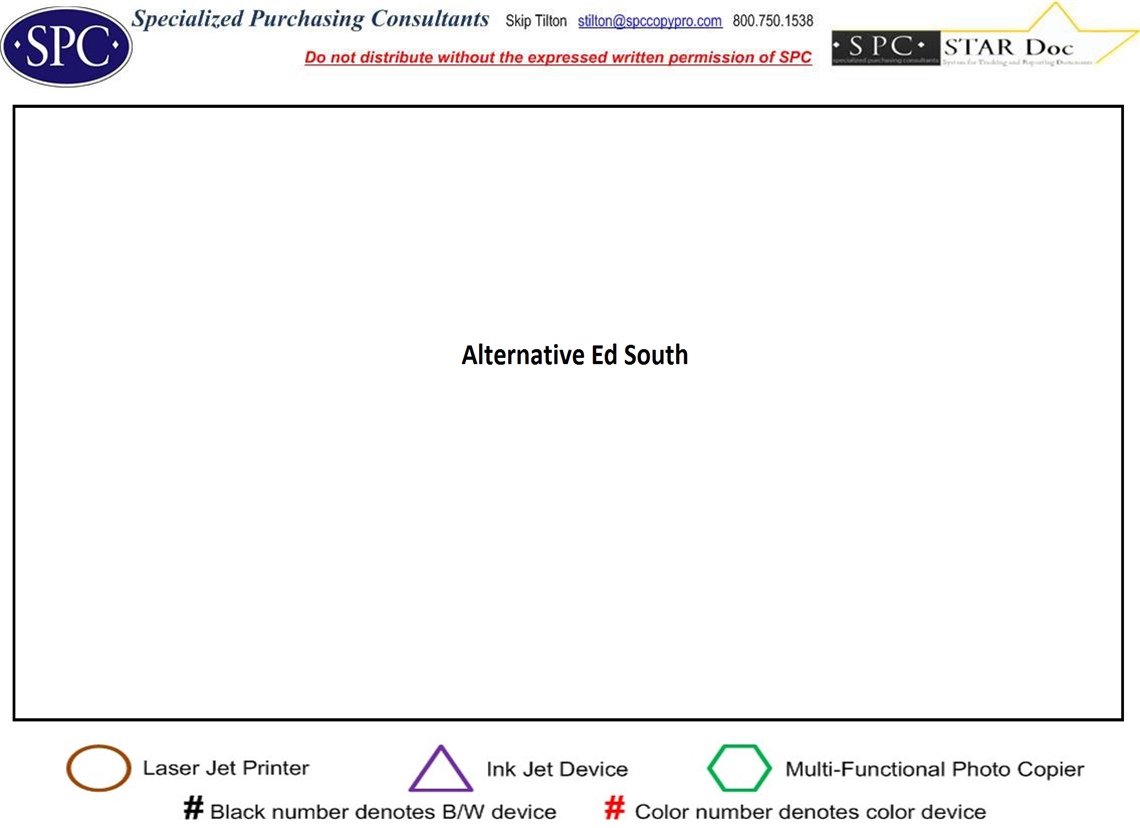 SPC
Specialized Purchasing Consultants Skip Tilton stilton@spccopypro.com 800.750.1538
Do not distribute without the expressed written permission of SPC
· S P C · STAR Doc
specialized purchasing consultants System for Tracking and Reporting Documents
Alternative Ed South
Laser Jet Printer Ink Jet Device Multi-Functional Photo Copier
# Black number denotes B/W device # Color number denotes color device